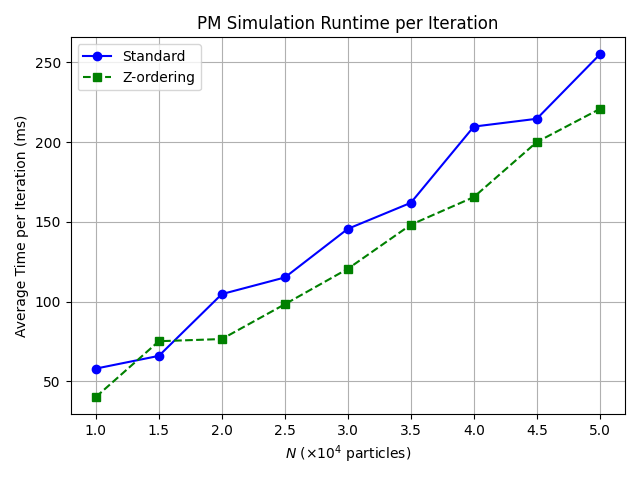 PM Simulation Runtime per Iteration
Standard
Z-ordering
Average Time per Iteration (ms)
250
200
150
100
50
1.0 1.5 2.0 2.5 3.0 3.5 4.0 4.5 5.0
N (×10⁴ particles)